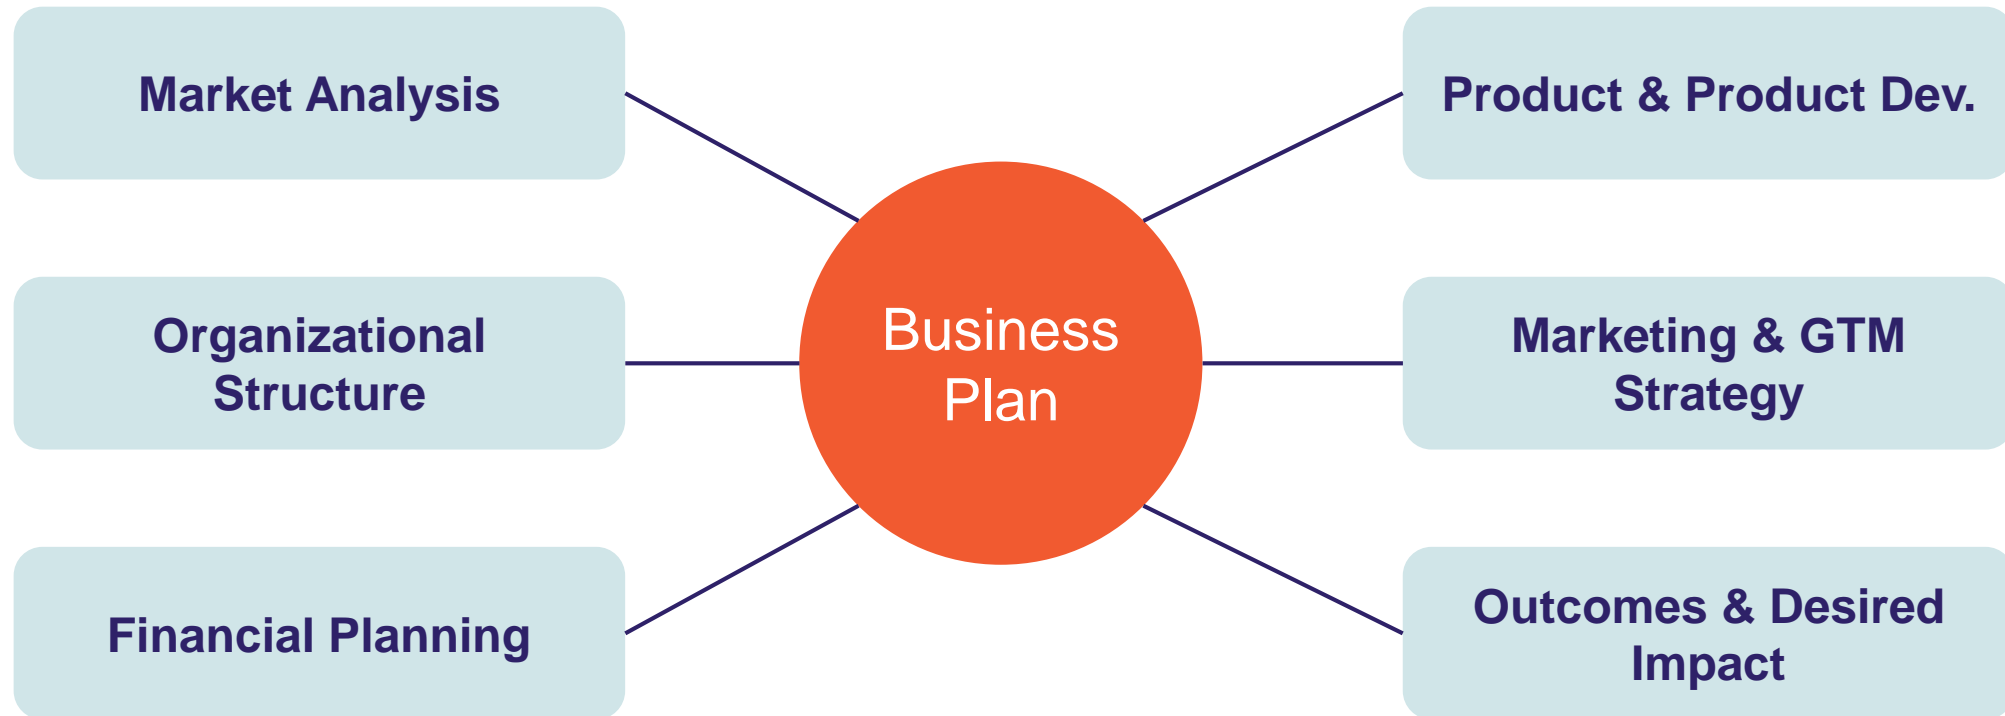 Market Analysis
Product & Product Dev.
Organizational
Structure
Business
Plan
Marketing & GTM
Strategy
Financial Planning
Outcomes & Desired
Impact